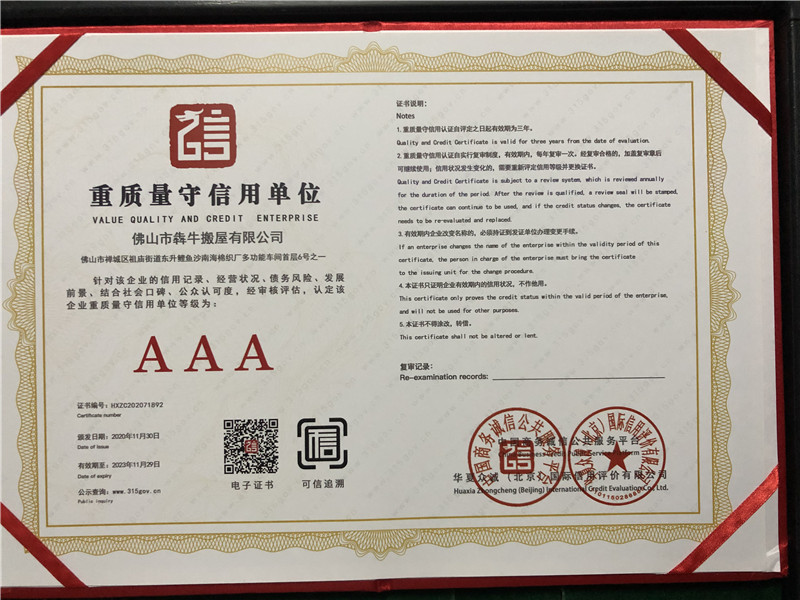 信
重质量守信用单位
VALUE QUALITY AND CREDIT ENTERPRISE
佛山市犇牛搬屋有限公司
佛山市禅城区祖庙街道东升鲤鱼沙南海棉织厂多功能车间首层6号之一
针对该企业的信用记录、经营状况、债务风险、发展
前景、结合社会口碑、公众认可度，经审核评估，认定该
企业重质量守信用单位等级为：
AAA
证书编号：HXZC202071892
Certificate number
颁发日期：2020年11月30日
Date of issue
有效期至：2023年11月29日
Date of expiry
公示查询：www.315gov.cn
Public inquiry
电子证书
信
可信追溯
证书说明：
Notes
1.重质量守信用认证自评定之日起有效期为三年。
Quality and Credit Certificate is valid for three years from the date of evaluation.
2.重质量守信用认证自实行复审制度，有效期内，每年复审一次。经复审合格的，加盖复审章后
可继续使用；信用状况发生变化的，需要重新评定信用等级并更换证书。
Quality and Credit Certificate is subject to a review system, which is reviewed annually
for the duration of the period. After the review is qualified, a review seal will be stamped,
the certificate can continue to be used, and if the credit status changes, the certificate
needs to be re-evaluated and replaced.
3.有效期内企业改变名称的，必须持证到发证单位办理变更手续。
If an enterprise changes the name of the enterprise within the validity period of this
certificate, the person in charge of the enterprise must bring the certificate
to the issuing unit for the change procedure.
4.本证书只证明企业有效期内的信用状况，不作他用。
This certificate only proves the credit status within the valid period of the enterprise,
and will not be used for other purposes.
5.本证书不得涂改，转借。
This certificate shall not be altered or lent.
复审记录：
Re-examination records:
中国商务诚信公共服务平台
华夏众诚（北京）国际信用评价有限公司
Huaxia Zhongcheng (Beijing) International Credit Evaluation Co., Ltd.